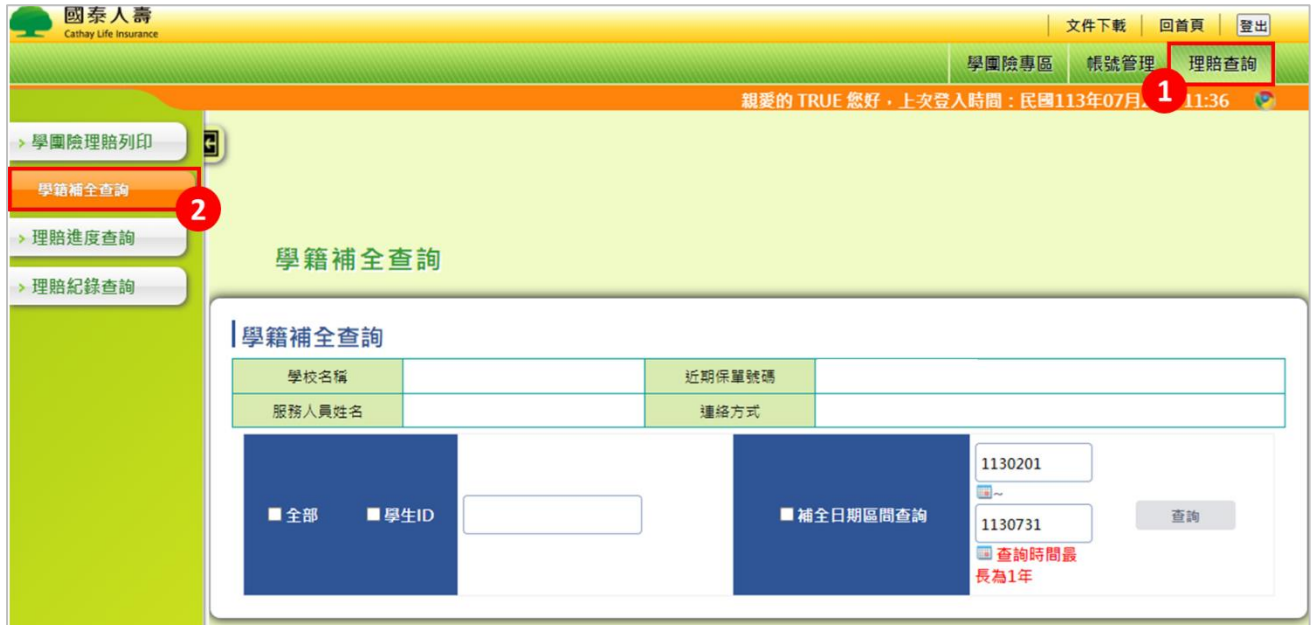 國泰人壽
Cathay Life Insurance
文件下載 回首頁 登出
學團險專區 帳號管理 理賠查詢
1
親愛的 TRUE 您好，上次登入時間：民國113年07月 11:36
學團險理賠列印
學籍補全查詢
2
理賠進度查詢
理賠紀錄查詢
學籍補全查詢
學籍補全查詢
學校名稱 近期保單號碼
服務人員姓名 連絡方式
全部 學生ID 補全日期區間查詢 1130201
~
1130731
查詢
查詢時間最
長為1年